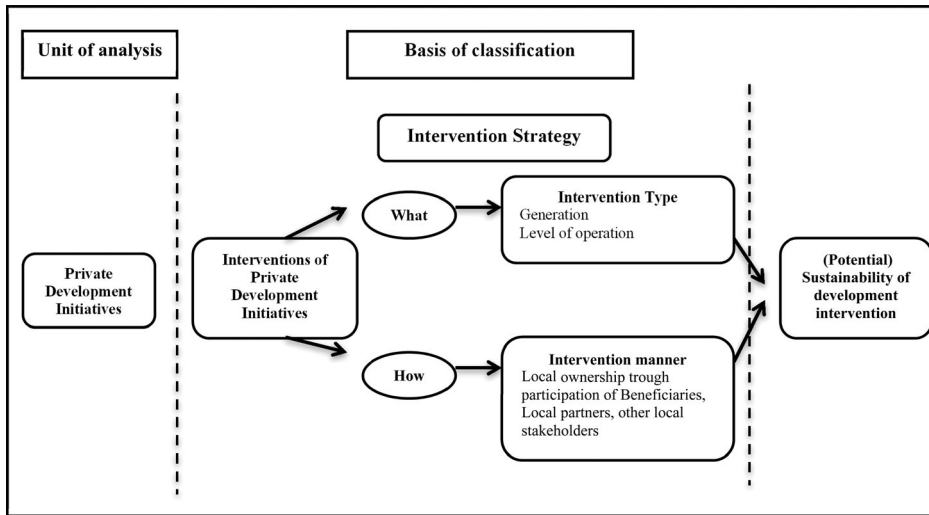 Unit of analysis
Basis of classification
Intervention Strategy
What
Intervention Type
Generation
Level of operation
Private
Development
Initiatives
Interventions of
Private
Development
Initiatives
(Potential)
Sustainability of
development
intervention
How
Intervention manner
Local ownership trough
participation of Beneficiaries,
Local partners, other local
stakeholders